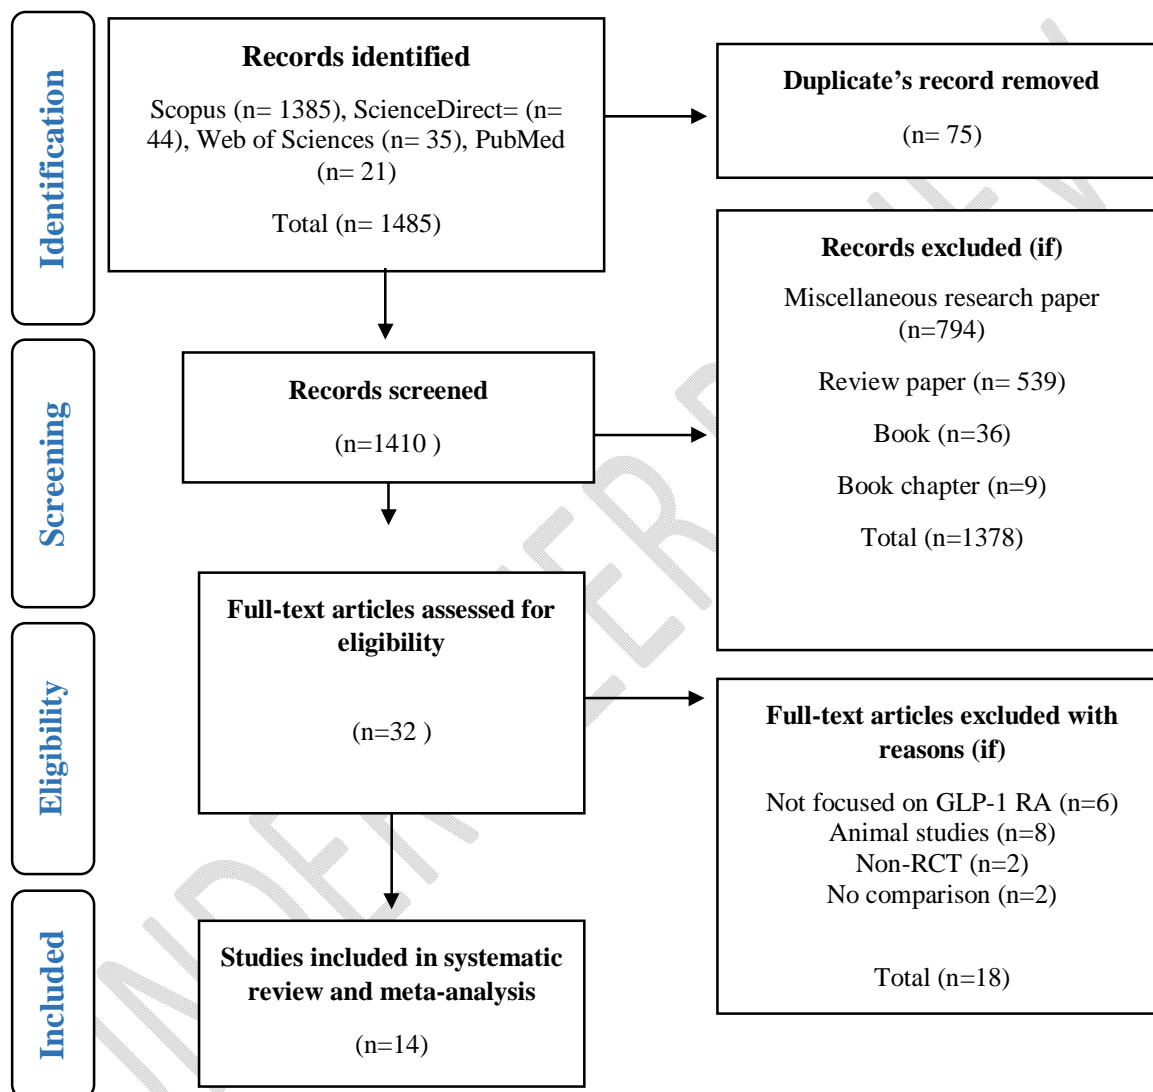 Identification
Records identified
Scopus (n= 1385), ScienceDirect= (n=
44), Web of Sciences (n= 35), PubMed
(n= 21)
Total (n= 1485)
Duplicate's record removed
(n= 75)
Screening
Records screened
(n=1410 )
Records excluded (if)
Miscellaneous research paper
(n=794)
Review paper (n= 539)
Book (n=36)
Book chapter (n=9)
Total (n=1378)
Eligibility
Full-text articles assessed for
eligibility
(n=32 )
Full-text articles excluded with
reasons (if)
Not focused on GLP-1 RA (n=6)
Animal studies (n=8)
Non-RCT (n=2)
No comparison (n=2)
Total (n=18)
Included
Studies included in systematic
review and meta-analysis
(n=14)